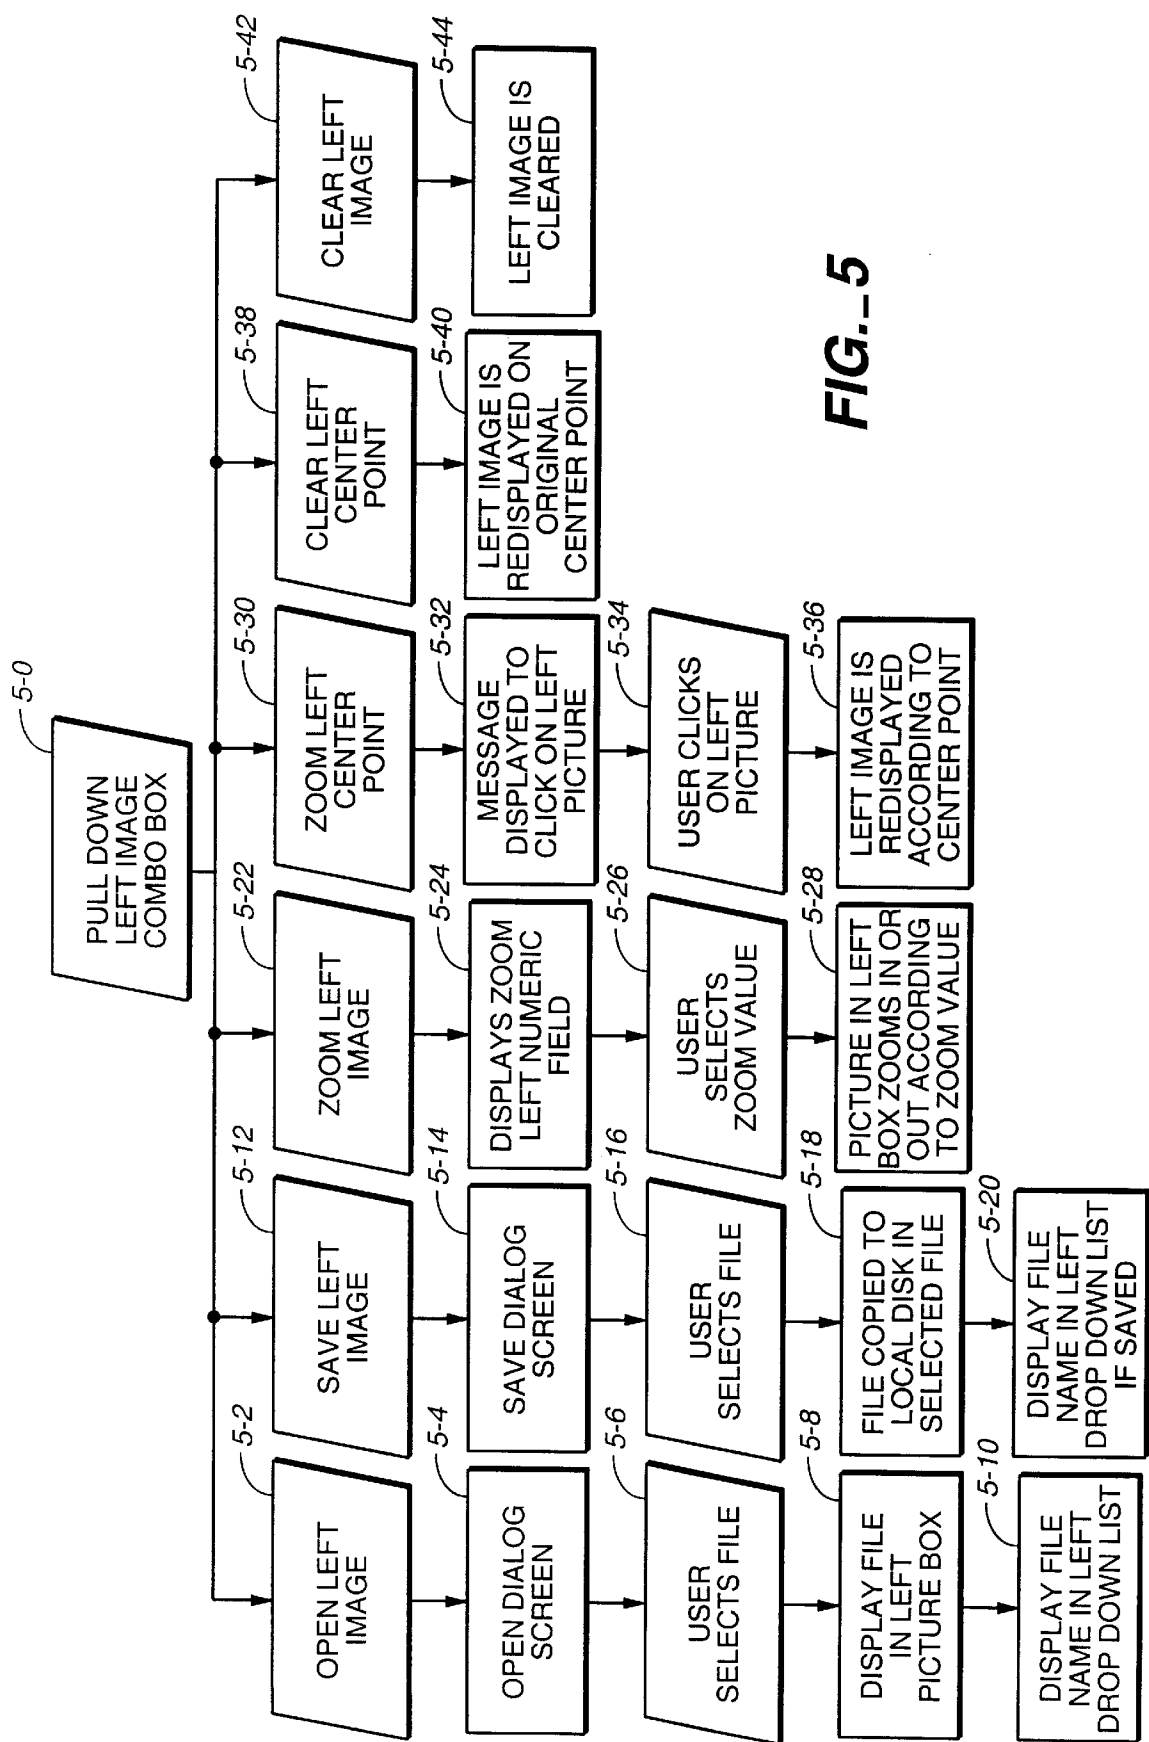 5-0
PULL DOWN
LEFT IMAGE
COMBO BOX
5-2
OPEN LEFT
IMAGE
5-4
OPEN DIALOG
SCREEN
5-6
USER
SELECTS FILE
5-8
DISPLAY FILE
IN LEFT
PICTURE BOX
5-10
DISPLAY FILE
NAME IN LEFT
DROP DOWN LIST
5-12
SAVE LEFT
IMAGE
5-14
SAVE DIALOG
SCREEN
5-16
USER
SELECTS FILE
5-18
FILE COPIED TO
LOCAL DISK IN
SELECTED FILE
5-20
DISPLAY FILE
NAME IN LEFT
DROP DOWN LIST
IF SAVED
5-22
ZOOM LEFT
IMAGE
5-24
DISPLAYS ZOOM
LEFT NUMERIC
FIELD
5-26
USER
SELECTS
ZOOM VALUE
5-28
PICTURE IN LEFT
BOX ZOOMS IN OR
OUT ACCORDING
TO ZOOM VALUE
5-30
ZOOM LEFT
CENTER
POINT
5-32
MESSAGE
DISPLAYED TO
CLICK ON LEFT
PICTURE
5-34
USER CLICKS
ON LEFT
PICTURE
5-36
LEFT IMAGE IS
REDISPLAYED
ACCORDING TO
CENTER POINT
5-38
CLEAR LEFT
CENTER
POINT
5-40
LEFT IMAGE IS
REDISPLAYED ON
ORIGINAL
CENTER POINT
5-42
CLEAR LEFT
IMAGE
5-44
LEFT IMAGE IS
CLEARED
FIG._5